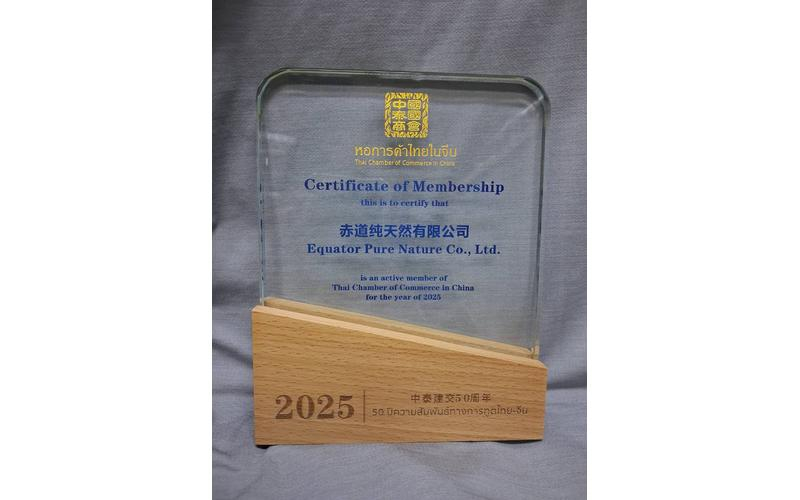 中國
泰國
商會
หอการค้าไทยในจีน
Thai Chamber of Commerce in China
Certificate of Membership
this is to certify that
赤道纯天然有限公司
Equator Pure Nature Co., Ltd.
is an active member of
Thai Chamber of Commerce in China
for the year of 2025
2025
中泰建交50周年
50 ปีความสัมพันธ์ทางการทูตไทย-จีน